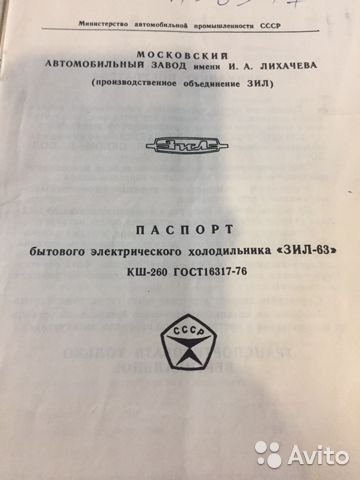 Министерство автомобильной промышленности СССР
МОСКОВСКИЙ
АВТОМОБИЛЬНЫЙ ЗАВОД имени И. А. ЛИХАЧЕВА
(производственное объединение ЗИЛ)
ЗИЛ
ПАСПОРТ
бытового электрического холодильника «ЗИЛ-63»
КШ-260 ГОСТ16317-76
СССР
Avito